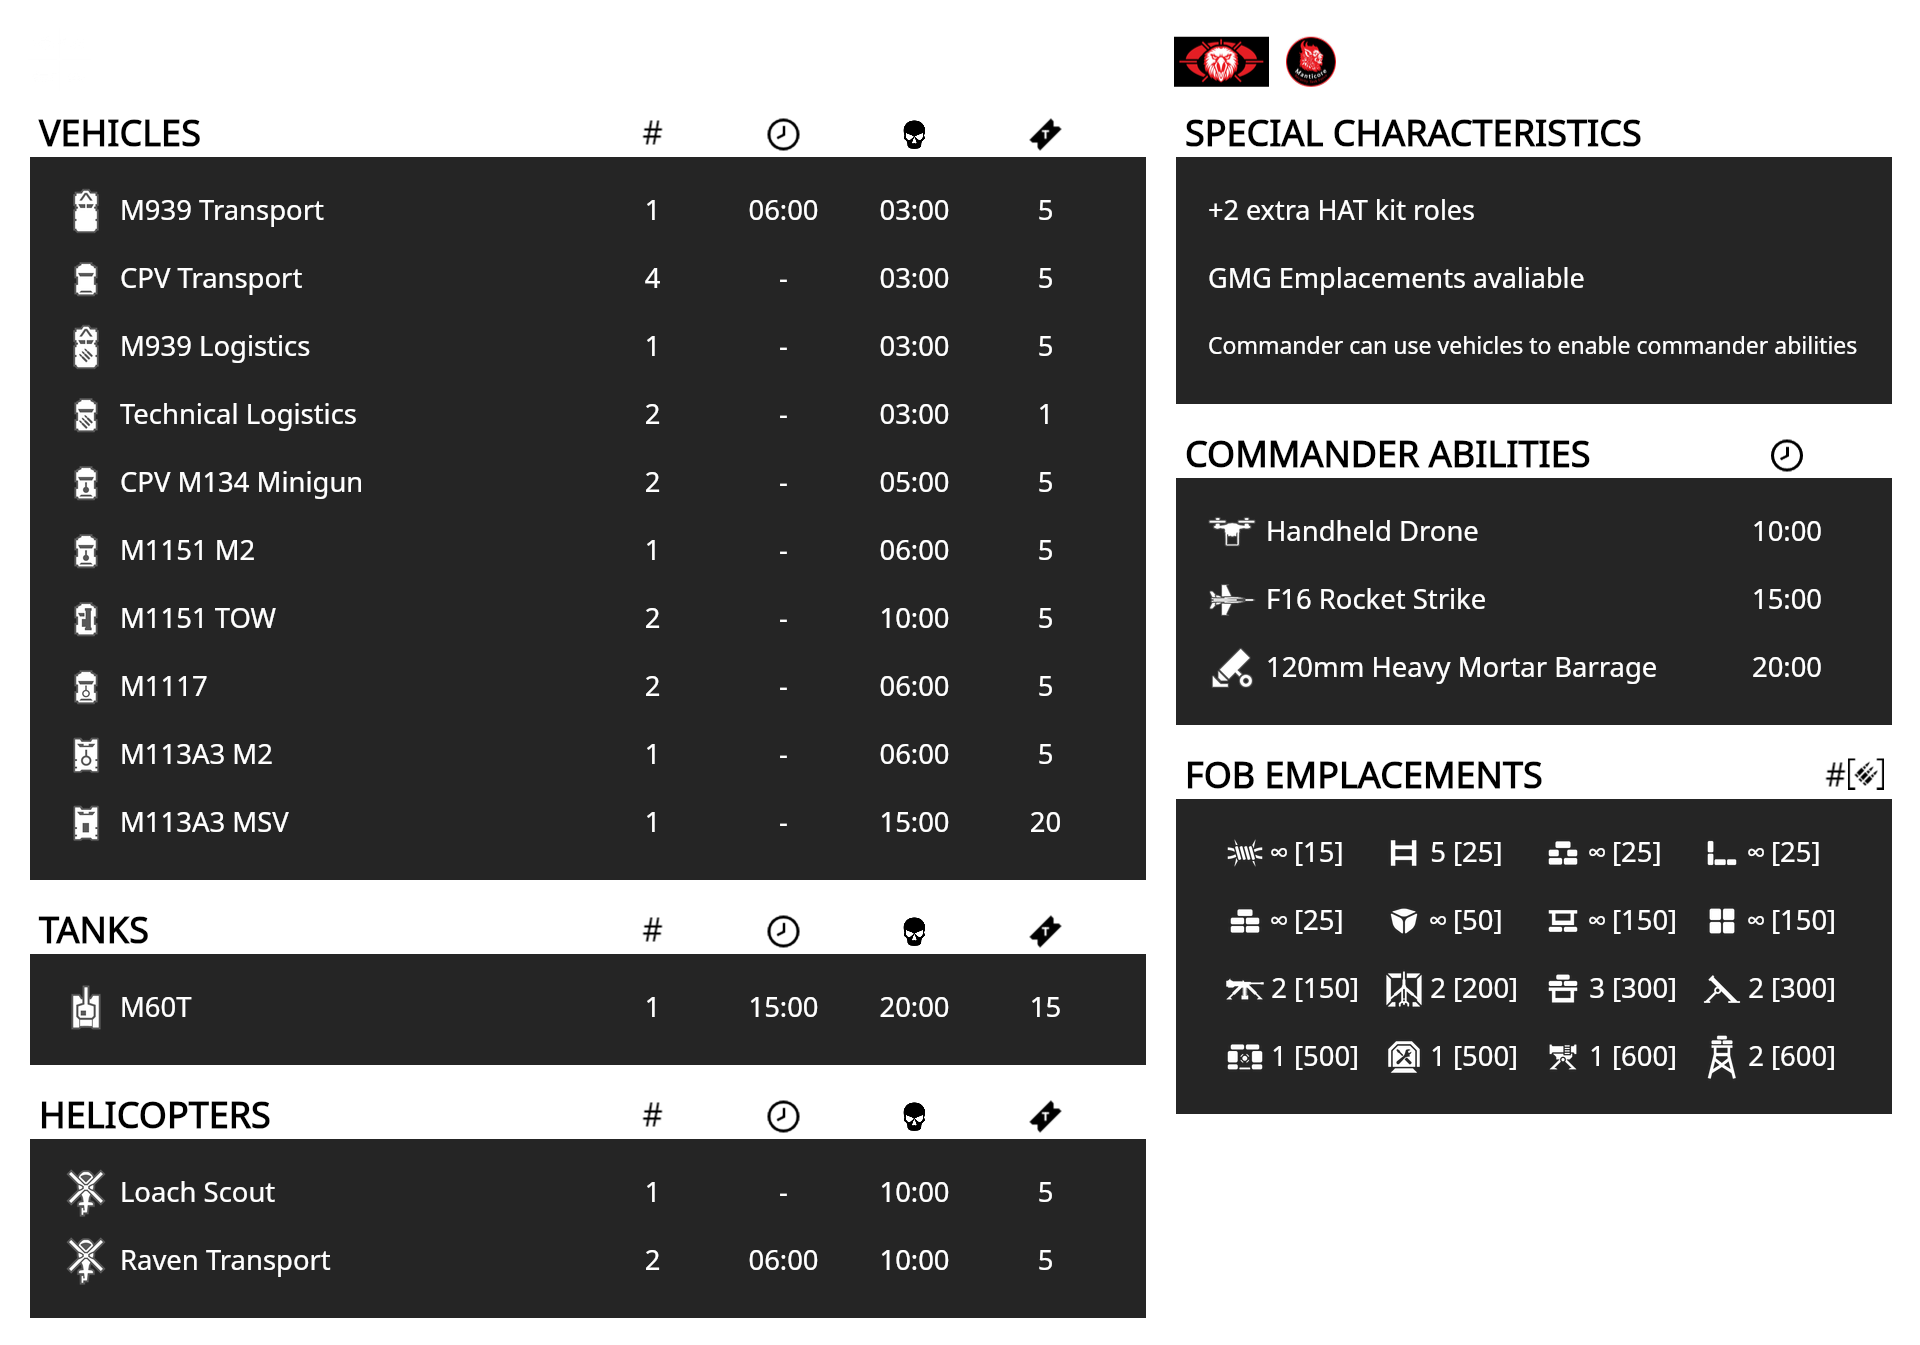 Manticore
VEHICLES #
M939 Transport 1 06:00 03:00 5
CPV Transport 4 - 03:00 5
M939 Logistics 1 - 03:00 5
Technical Logistics 2 - 03:00 1
CPV M134 Minigun 2 - 05:00 5
M1151 M2 1 - 06:00 5
M1151 TOW 2 - 10:00 5
M1117 2 - 06:00 5
M113A3 M2 1 - 06:00 5
M113A3 MSV 1 - 15:00 20
TANKS #
M60T 1 15:00 20:00 15
HELICOPTERS #
Loach Scout 1 - 10:00 5
Raven Transport 2 06:00 10:00 5
SPECIAL CHARACTERISTICS
+2 extra HAT kit roles
GMG Emplacements avaliable
Commander can use vehicles to enable commander abilities
COMMANDER ABILITIES
Handheld Drone 10:00
F16 Rocket Strike 15:00
120mm Heavy Mortar Barrage 20:00
FOB EMPLACEMENTS #[]
∞ [15] 5 [25] ∞ [25] ∞ [25]
∞ [25] ∞ [50] ∞ [150] ∞ [150]
2 [150] 2 [200] 3 [300] 2 [300]
1 [500] 1 [500] 1 [600] 2 [600]